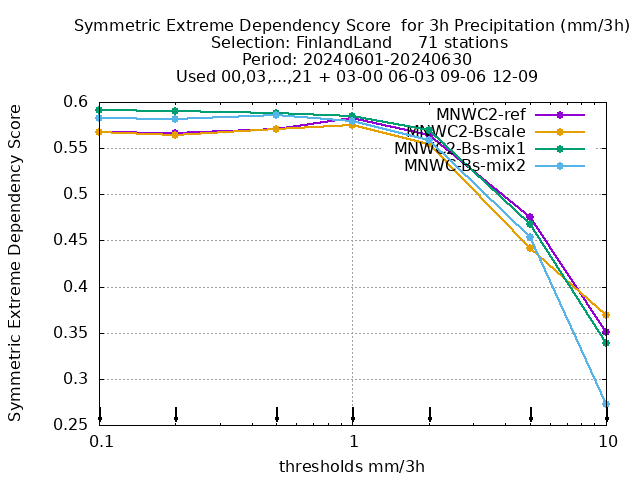 Symmetric Extreme Dependency Score  for 3h Precipitation (mm/3h)
Selection: FinlandLand     71 stations
Period: 20240601-20240630
Used 00,03,...,21 + 03-00 06-03 09-06 12-09
Symmetric Extreme Dependency Score
0.6
0.55
0.5
0.45
0.4
0.35
0.3
0.25
MNWC2-ref
MNWC2-Bscale
MNWC2-Bs-mix1
MNWC-Bs-mix2
0.1
1
10
thresholds mm/3h